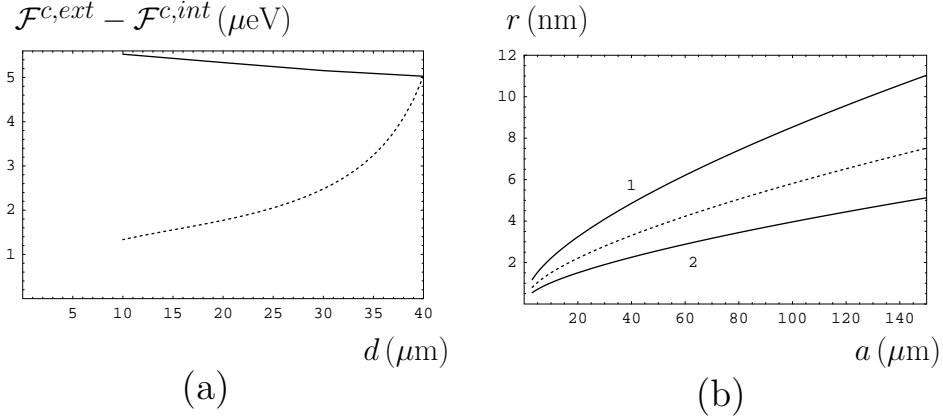 ℱ^{c,ext} − ℱ^{c,int} (μeV)
5
4
3
2
1
5 10 15 20 25 30 35 40
d (μm)
(a)
r (nm)
12
10
8
6
4
2
1
2
20 40 60 80 100 120 140
a (μm)
(b)